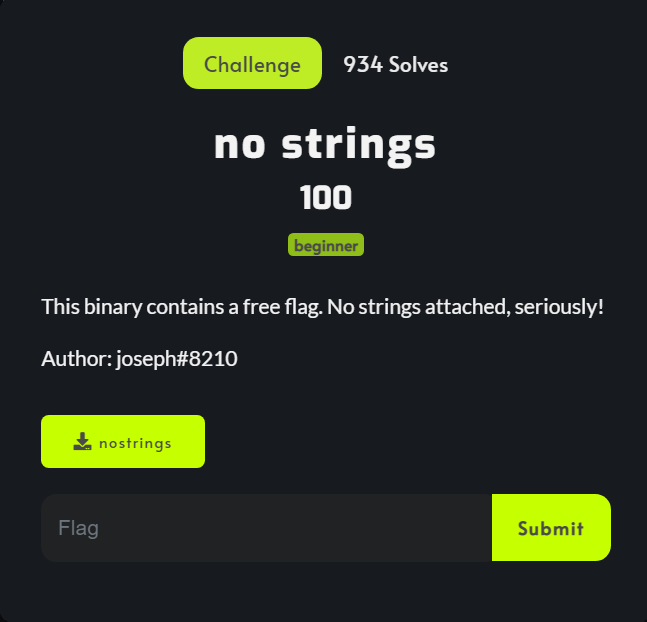 Challenge 934 Solves
no strings
100
beginner
This binary contains a free flag. No strings attached, seriously!
Author: joseph#8210
nostrings
Flag Submit